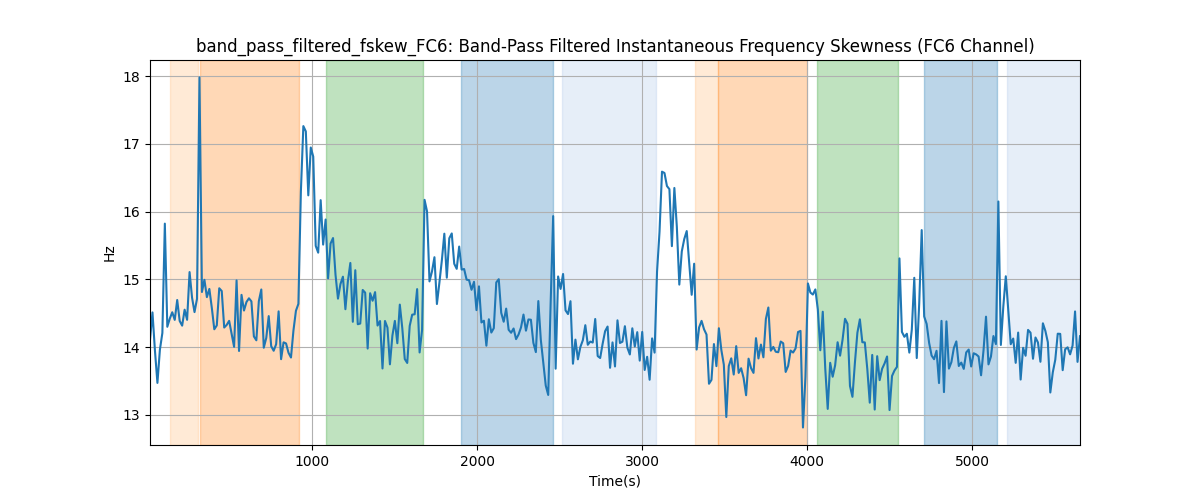 band_pass_filtered_fskew_FC6: Band-Pass Filtered Instantaneous Frequency Skewness (FC6 Channel)
18
17
16
15
14
13
Hz
1000 2000 3000 4000 5000
Time(s)